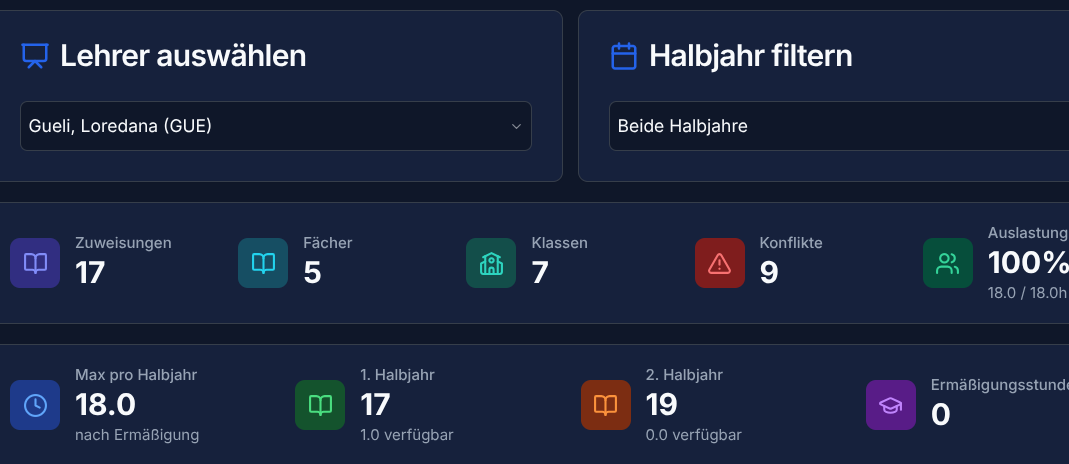 Lehrer auswählen
Halbjahr filtern
Gueli, Loredana (GUE)
Beide Halbjahre
Zuweisungen
17
Fächer
5
Klassen
7
Konflikte
9
Auslastung
100%
18.0 / 18.0h
Max pro Halbjahr
18.0
nach Ermäßigung
1. Halbjahr
17
1.0 verfügbar
2. Halbjahr
19
0.0 verfügbar
Ermäßigungsstunde
0